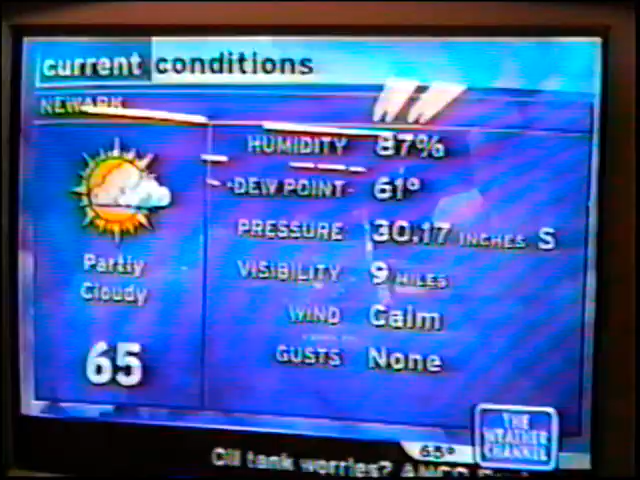 current conditions
NEWARK
HUMIDITY 87%
DEW POINT 61°
PRESSURE 30.17 INCHES S
VISIBILITY 9 MILES
WIND Calm
GUSTS None
Partly
Cloudy
65
THE
WEATHER
CHANNEL
65°
Oil tank worries?